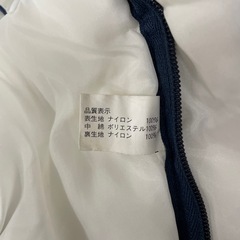 品質表示
表生地 ナイロン 100%
中 綿 ポリエステル 100%
裏生地 ナイロン 100%